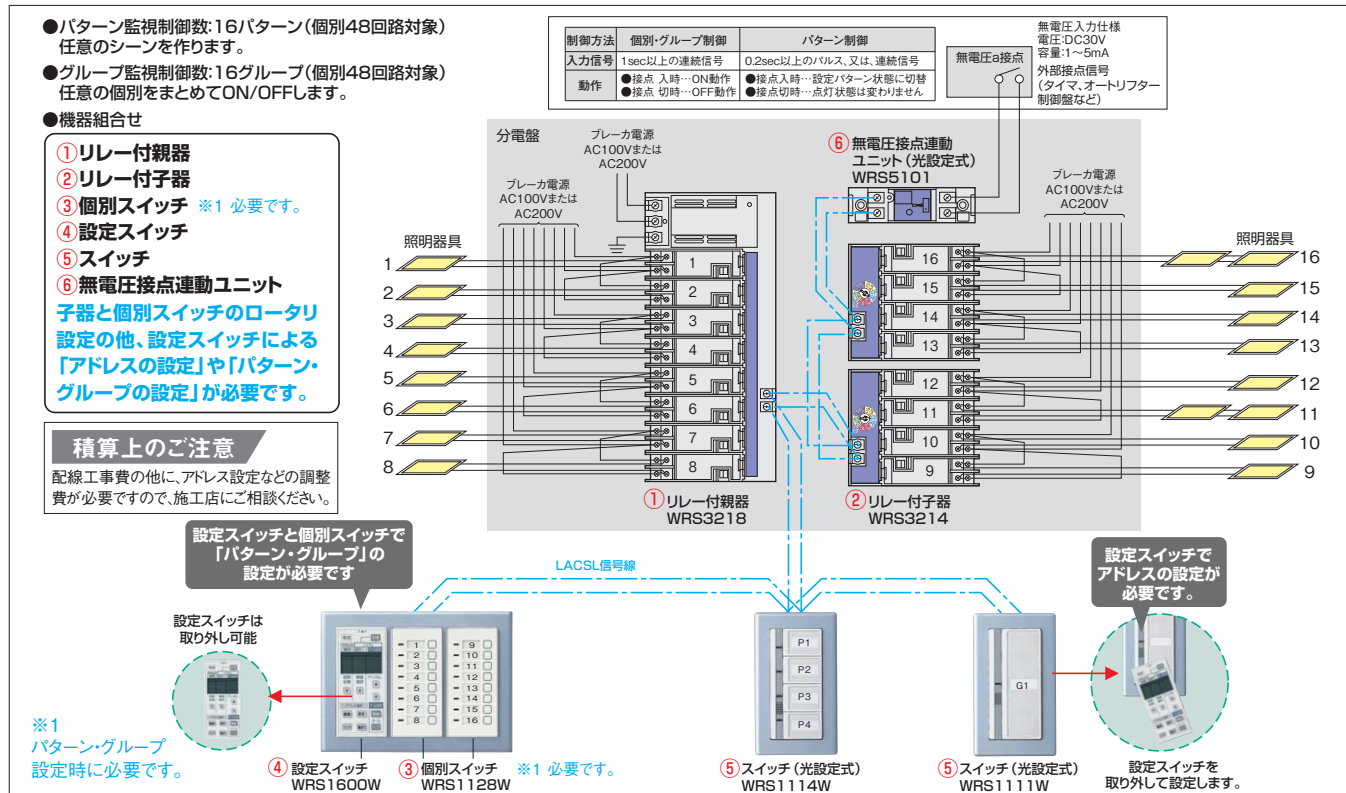 ●パターン監視制御数:16パターン(個別48回路対象)
任意のシーンを作ります。
●グループ監視制御数:16グループ(個別48回路対象)
任意の個別をまとめてON/OFFします。
●機器組合せ
①リレー付親器
②リレー付子器
③個別スイッチ ※1 必要です。
④設定スイッチ
⑤スイッチ
⑥無電圧接点連動ユニット
子器と個別スイッチのロータリ
設定の他、設定スイッチによる
「アドレスの設定」や「パターン・
グループの設定」が必要です。
積算上のご注意
配線工事費の他に、アドレス設定などの調整
費が必要ですので、施工店にご相談ください。
制御方法 個別・グループ制御 パターン制御
入力信号 1sec以上の連続信号 0.2sec以上のパルス、又は、連続信号
動作 ●接点 入時…ON動作 ●接点入時…設定パターン状態に切替
●接点 切時…OFF動作 ●接点切時…点灯状態は変わりません
無電圧a接点
無電圧入力仕様
電圧:DC30V
容量:1〜5mA
外部接点信号
(タイマ、オートリフター
制御盤など)
分電盤
ブレーカ電源
AC100Vまたは
AC200V
ブレーカ電源
AC100Vまたは
AC200V
⑥無電圧接点連動
ユニット(光設定式)
WRS5101
ブレーカ電源
AC100Vまたは
AC200V
照明器具
1
2
3
4
5
6
7
8
1
2
3
4
5
6
7
8
①リレー付親器
WRS3218
16
15
14
13
12
11
10
9
②リレー付子器
WRS3214
照明器具
16
15
14
13
12
11
10
9
設定スイッチと個別スイッチで
「パターン・グループ」の
設定が必要です
LACSL信号線
設定スイッチで
アドレスの設定が
必要です。
設定スイッチは
取り外し可能
1
2
3
4
5
6
7
8
9
10
11
12
13
14
15
16
P1
P2
P3
P4
G1
※1
パターン・グループ
設定時に必要です。
④設定スイッチ
WRS1600W
③個別スイッチ ※1 必要です。
WRS1128W
⑤スイッチ(光設定式)
WRS1114W
⑤スイッチ(光設定式)
WRS1111W
設定スイッチを
取り外して設定します。